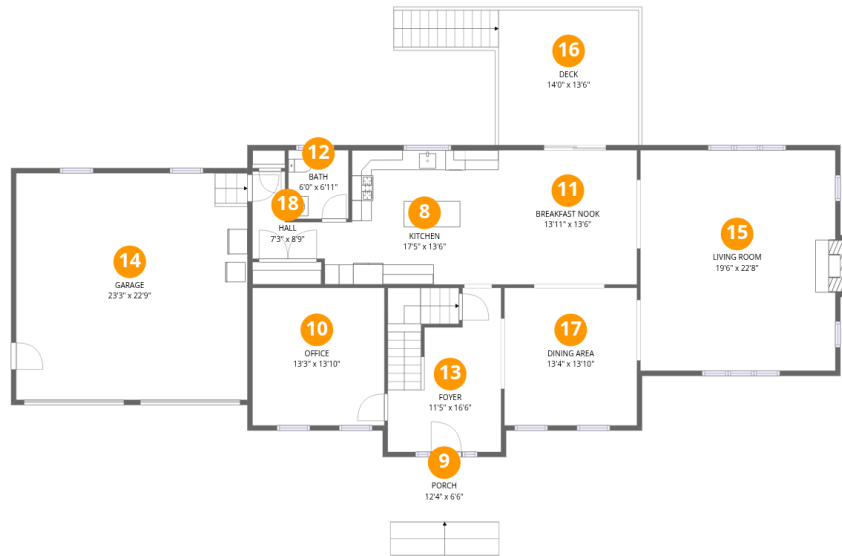 16
DECK
14'0" x 13'6"
12
BATH
6'0" x 6'11"
18
HALL
7'3" x 8'9"
8
KITCHEN
17'5" x 13'6"
11
BREAKFAST NOOK
13'11" x 13'6"
15
LIVING ROOM
19'6" x 22'8"
14
GARAGE
23'3" x 22'9"
10
OFFICE
13'3" x 13'10"
13
FOYER
11'5" x 16'6"
17
DINING AREA
13'4" x 13'10"
9
PORCH
12'4" x 6'6"